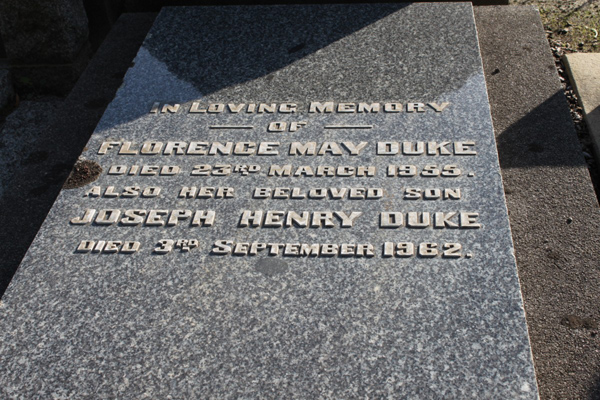 IN LOVING MEMORY
OF
FLORENCE MAY DUKE
DIED 23RD MARCH 1955.
ALSO HER BELOVED SON
JOSEPH HENRY DUKE,
DIED 3RD SEPTEMBER 1962.